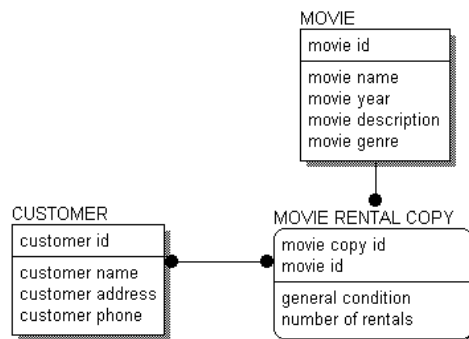 MOVIE
movie id
movie name
movie year
movie description
movie genre
CUSTOMER
customer id
customer name
customer address
customer phone
MOVIE RENTAL COPY
movie copy id
movie id
general condition
number of rentals